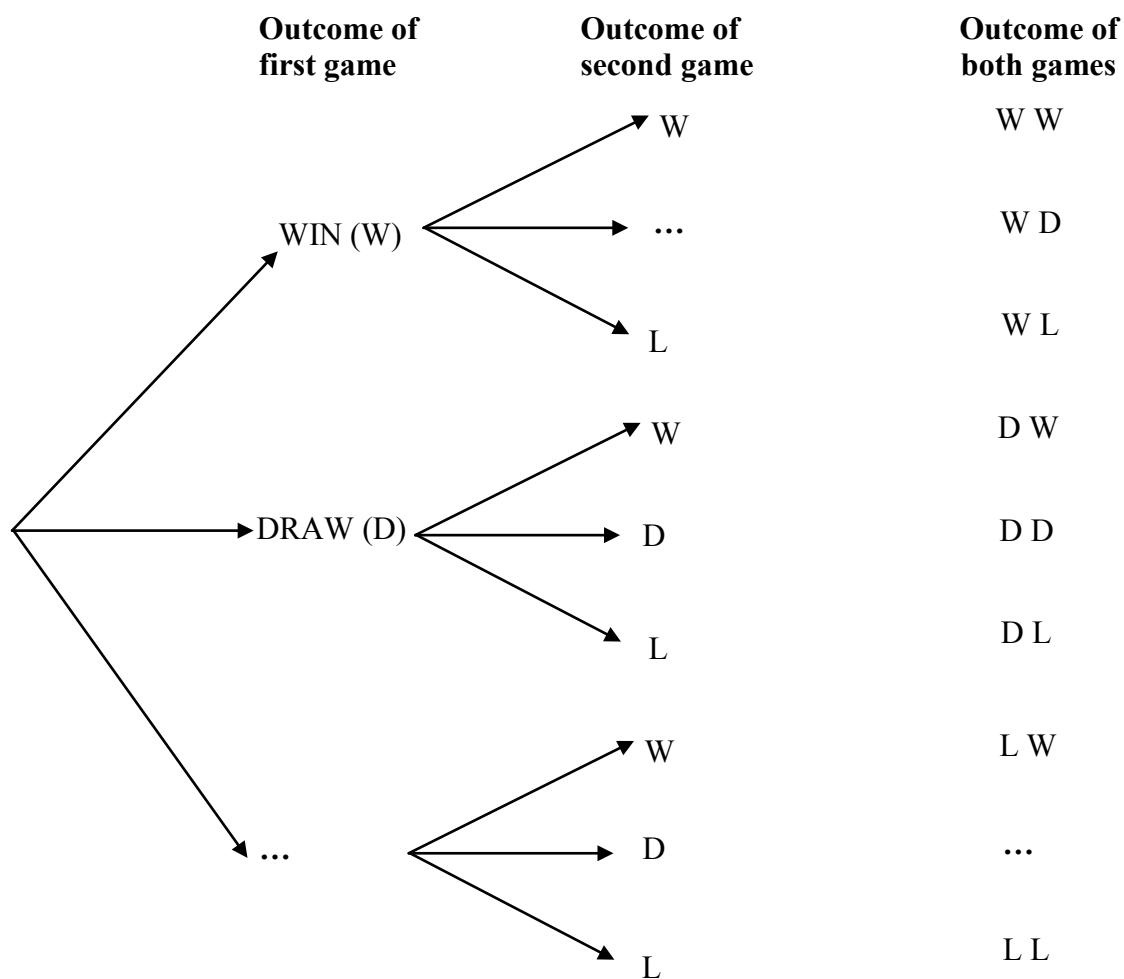 Outcome of first game
Outcome of second game
Outcome of both games
W
W W
WIN (W)
...
W D
L
W L
W
D W
DRAW (D)
D
D D
L
D L
W
L W
...
D
...
L
L L